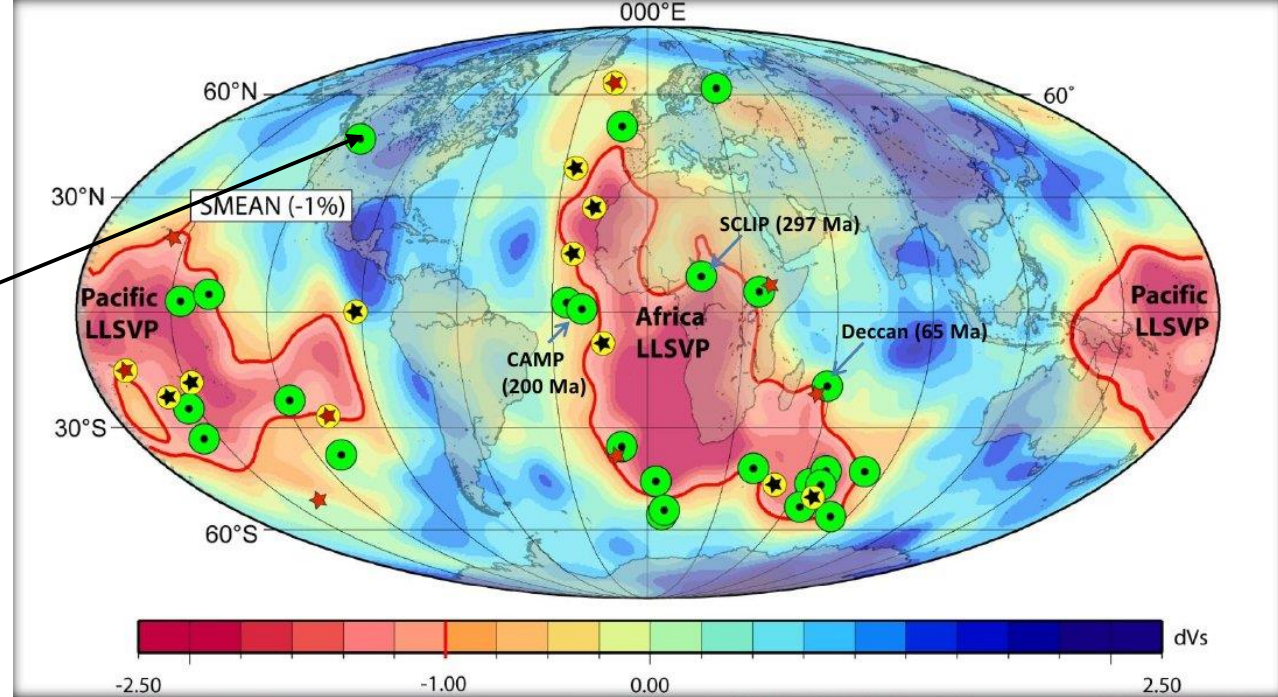 000°E
60°N
60°
30°N
SMEAN (-1%)
SCLIP (297 Ma)
Pacific
LLSVP
Africa
LLSVP
Pacific
LLSVP
Deccan (65 Ma)
CAMP
(200 Ma)
30°S
60°S
dVs
-2.50
-1.00
0.00
2.50